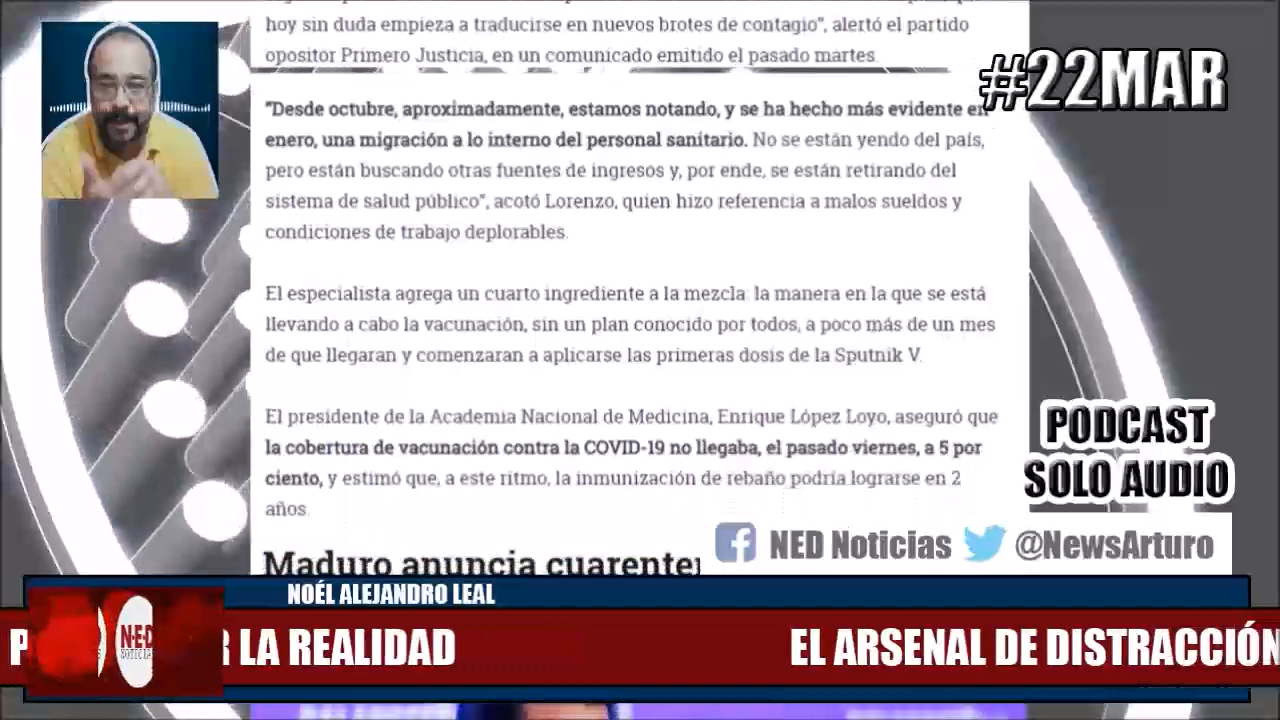 hoy sin duda empieza a traducirse en nuevos brotes de contagio", alertó el partido
opositor Primero Justicia, en un comunicado emitido el pasado martes.
#22MAR
"Desde octubre, aproximadamente, estamos notando, y se ha hecho más evidente en
enero, una migración a lo interno del personal sanitario. No se están yendo del país,
pero están buscando otras fuentes de ingresos y, por ende, se están retirando del
sistema de salud público", acotó Lorenzo, quien hizo referencia a malos sueldos y
condiciones de trabajo deplorables.
El especialista agrega un cuarto ingrediente a la mezcla: la manera en la que se está
llevando a cabo la vacunación, sin un plan conocido por todos, a poco más de un mes
de que llegaran y comenzaran a aplicarse las primeras dosis de la Sputnik V.
El presidente de la Academia Nacional de Medicina, Enrique López Loyo, aseguró que
la cobertura de vacunación contra la COVID-19 no llegaba, el pasado viernes, a 5 por
ciento, y estimó que, a este ritmo, la inmunización de rebaño podría lograrse en 2
años.
PODCAST
SOLO AUDIO
Maduro anuncia
NED Noticias @NewsArturo
NOÉL ALEJANDRO LEAL
LA REALIDAD EL ARSENAL DE DISTRACCIÓN
N·E·D
NOTICIAS